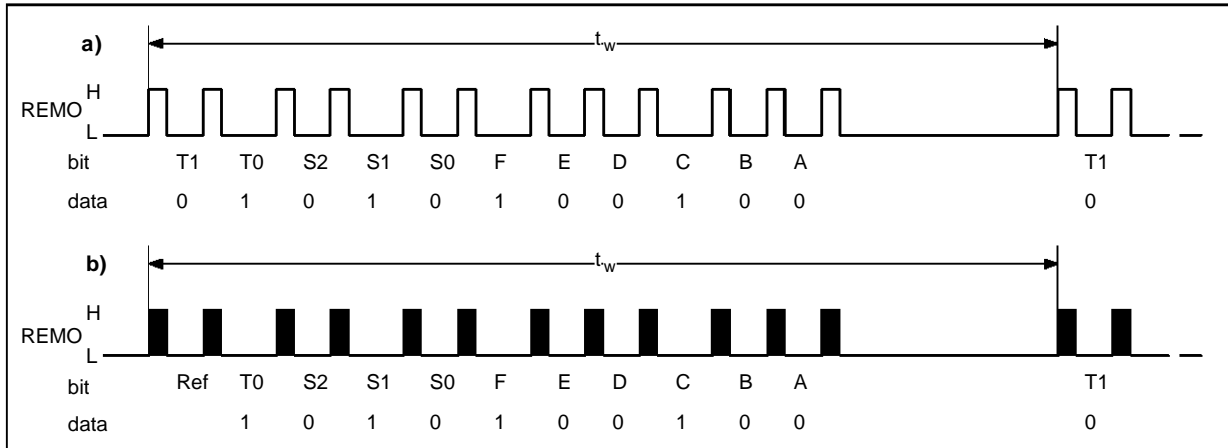 a) tw
H
REMO
L
bit T1 T0 S2 S1 S0 F E D C B A T1
data 0 1 0 1 0 1 0 0 1 0 0 0
b) tw
H
REMO
L
bit Ref T0 S2 S1 S0 F E D C B A T1
data 1 0 1 0 1 0 0 1 0 0 0